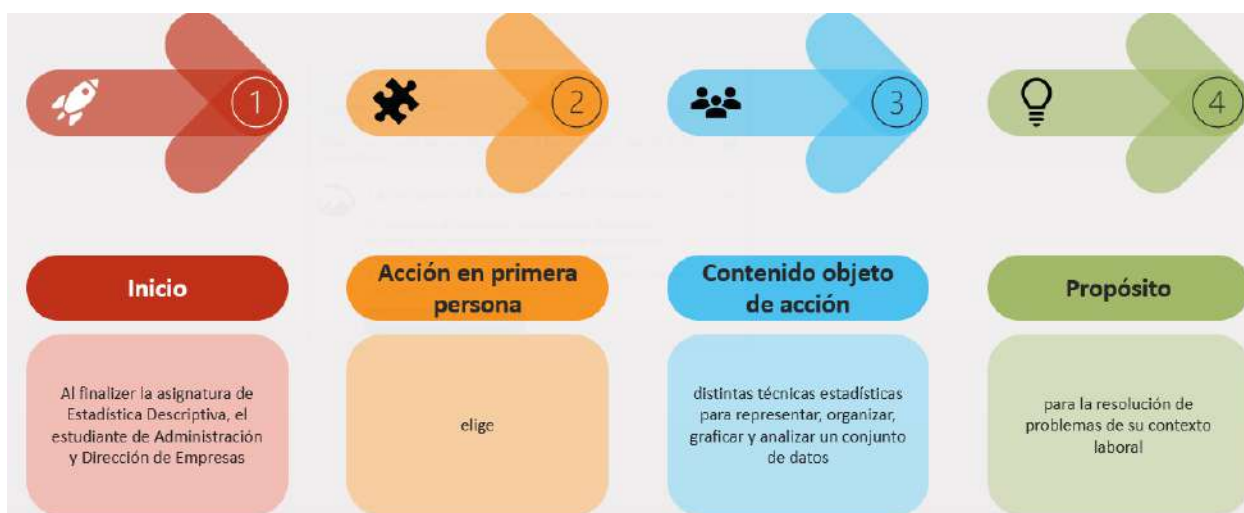 1
2
3
4
Inicio
Acción en primera
persona
Contenido objeto
de acción
Propósito
Al finalizer la asignatura de
Estadística Descriptiva, el
estudiante de Administración
y Dirección de Empresas
elige
distintas técnicas estadísticas
para representar, organizar,
graficar y analizar un conjunto
de datos
para la resolución de
problemas de su contexto
laboral